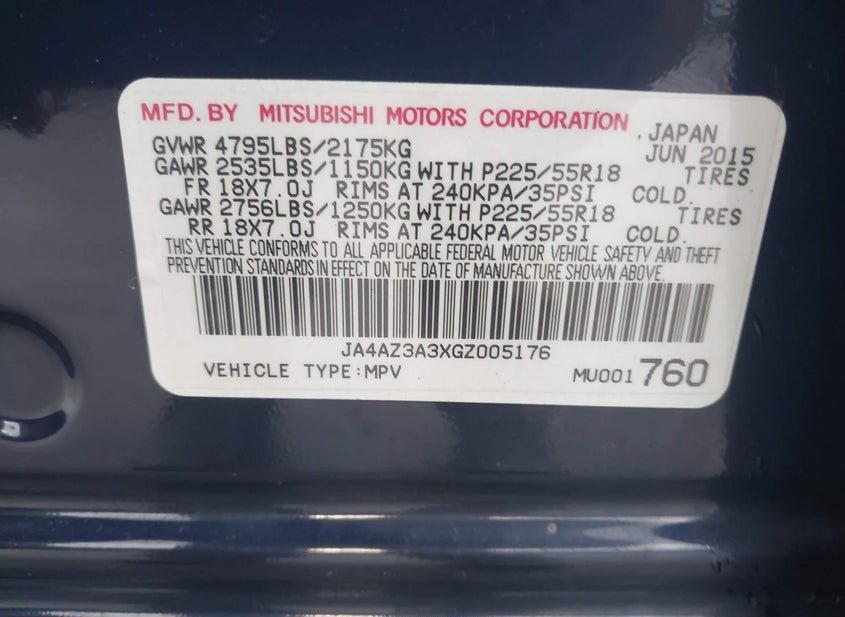 MFD. BY MITSUBISHI MOTORS CORPORATION . JAPAN
GVWR 4795LBS/2175KG JUN 2015
GAWR 2535LBS/1150KG WITH P225/55R18 TIRES
FR 18X7.0J RIMS AT 240KPA/35PSI COLD.
GAWR 2756LBS/1250KG WITH P225/55R18 TIRES
RR 18X7.0J RIMS AT 240KPA/35PSI COLD.
THIS VEHICLE CONFORMS TO ALL APPLICABLE FEDERAL MOTOR VEHICLE SAFETY AND THEFT
PREVENTION STANDARDS IN EFFECT ON THE DATE OF MANUFACTURE SHOWN ABOVE.
JA4AZ3A3XGZ005176
VEHICLE TYPE:MPV MU001760